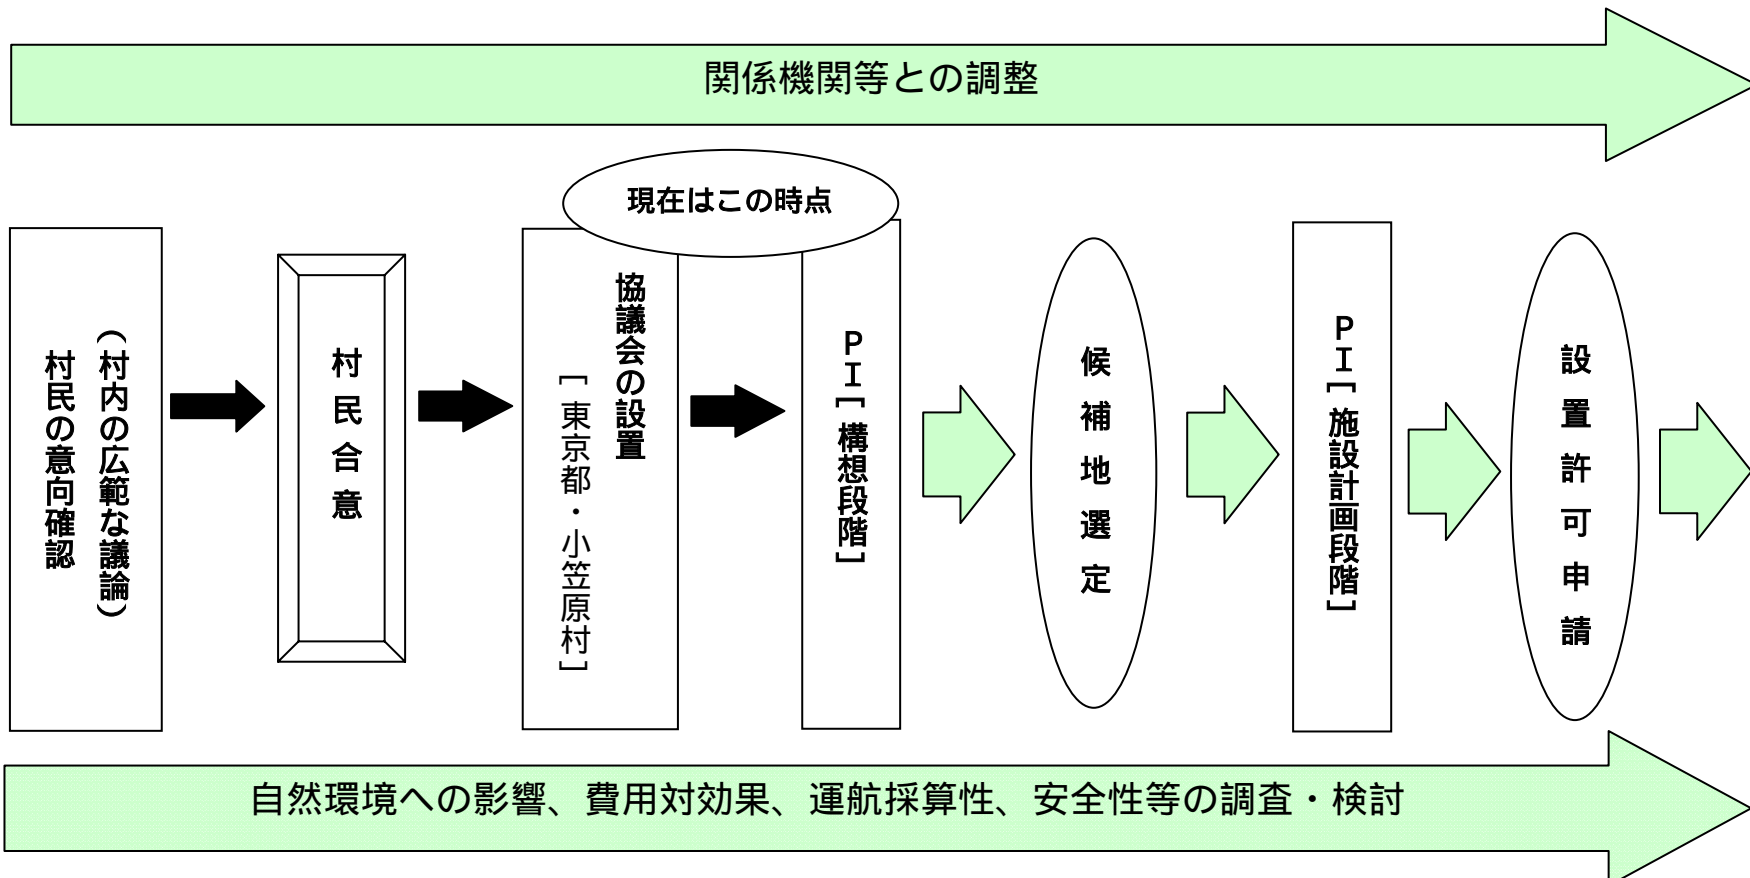 関係機関等との調整
現在はこの時点
(村内の広範な議論)
村民の意向確認
村民合意
協議会の設置
[東京都・小笠原村]
PI[構想段階]
候補地選定
PI[施設計画段階]
設置許可申請
自然環境への影響、費用対効果、運航採算性、安全性等の調査・検討